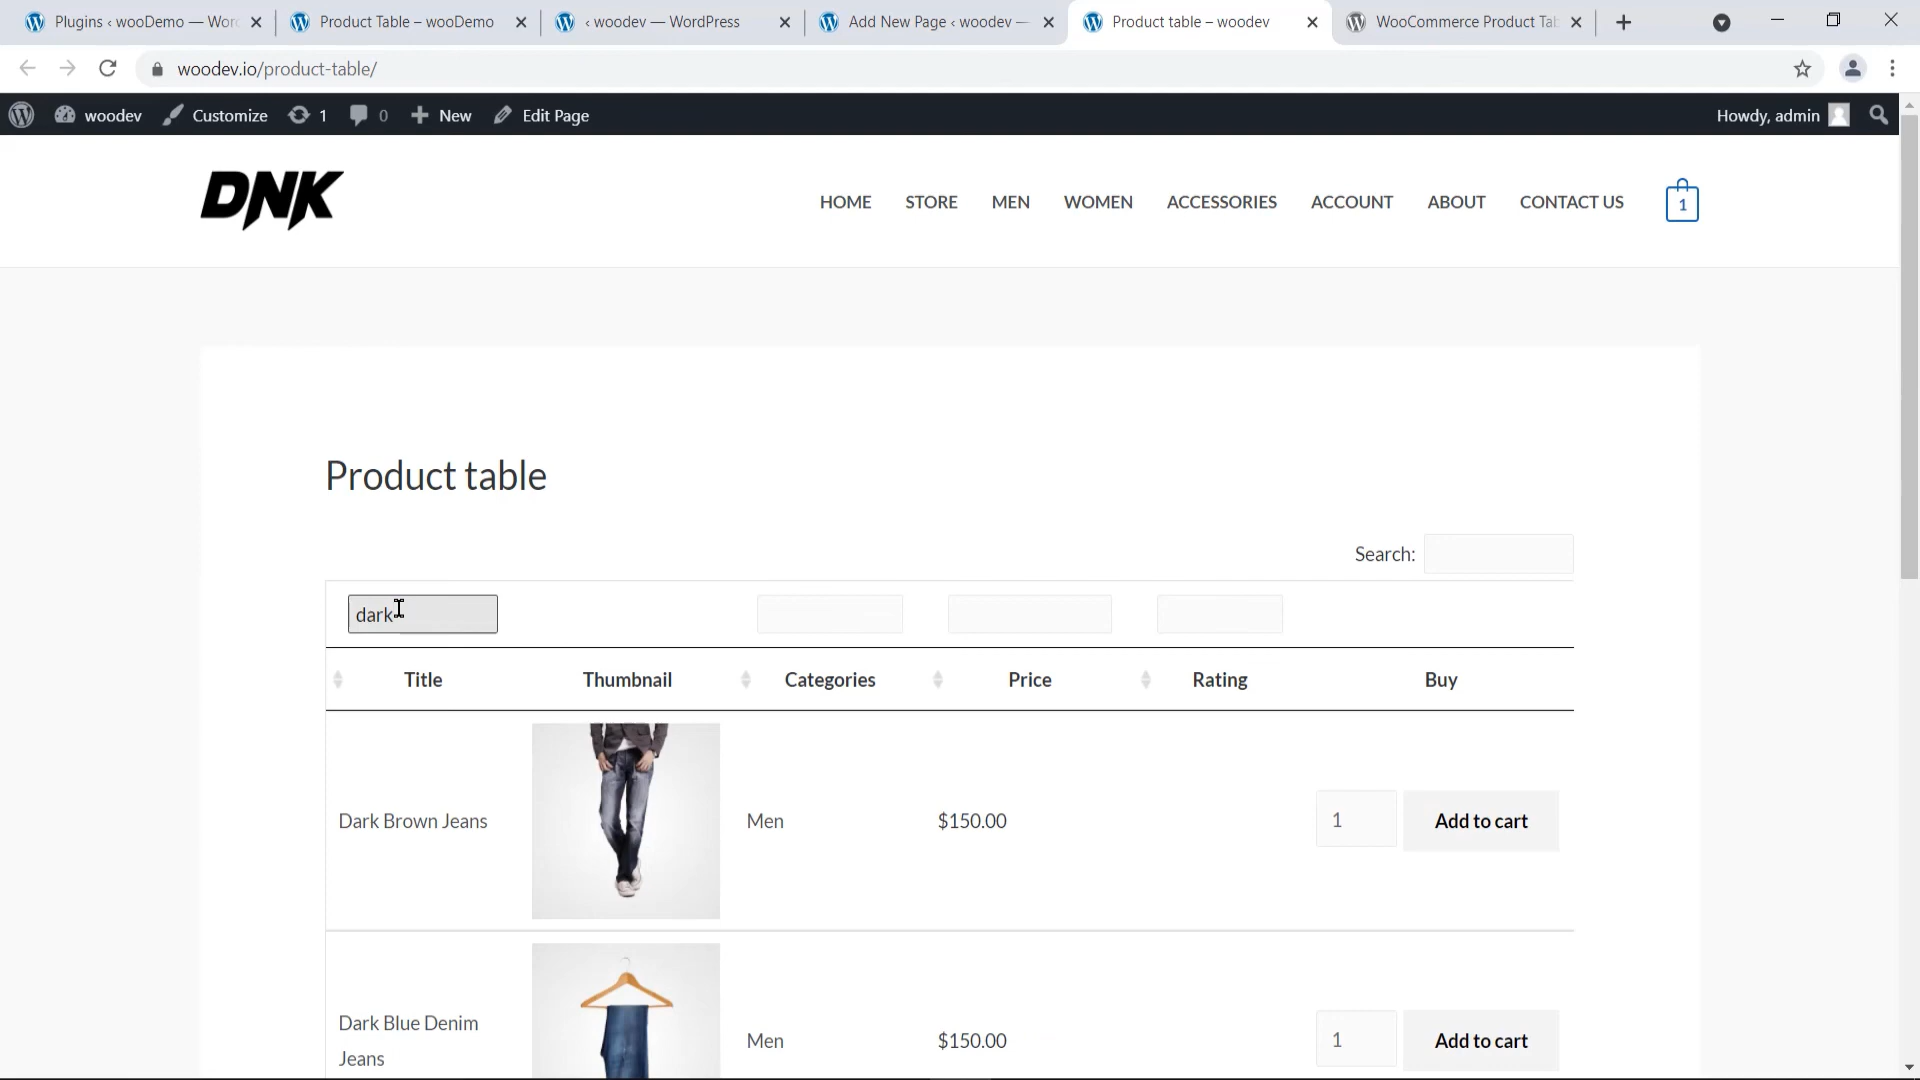 Plugins ‹ wooDemo — Wor
Product Table – wooDemo
‹ woodev — WordPress
Add New Page ‹ woodev —
Product table – woodev
WooCommerce Product Tab
woodev.io/product-table/
woodev
Customize
1
0
New
Edit Page
Howdy, admin
DNK
HOME
STORE
MEN
WOMEN
ACCESSORIES
ACCOUNT
ABOUT
CONTACT US
1
Product table
Search:
dark
Title
Thumbnail
Categories
Price
Rating
Buy
Dark Brown Jeans
Men
$150.00
1
Add to cart
Dark Blue Denim
Jeans
Men
$150.00
1
Add to cart